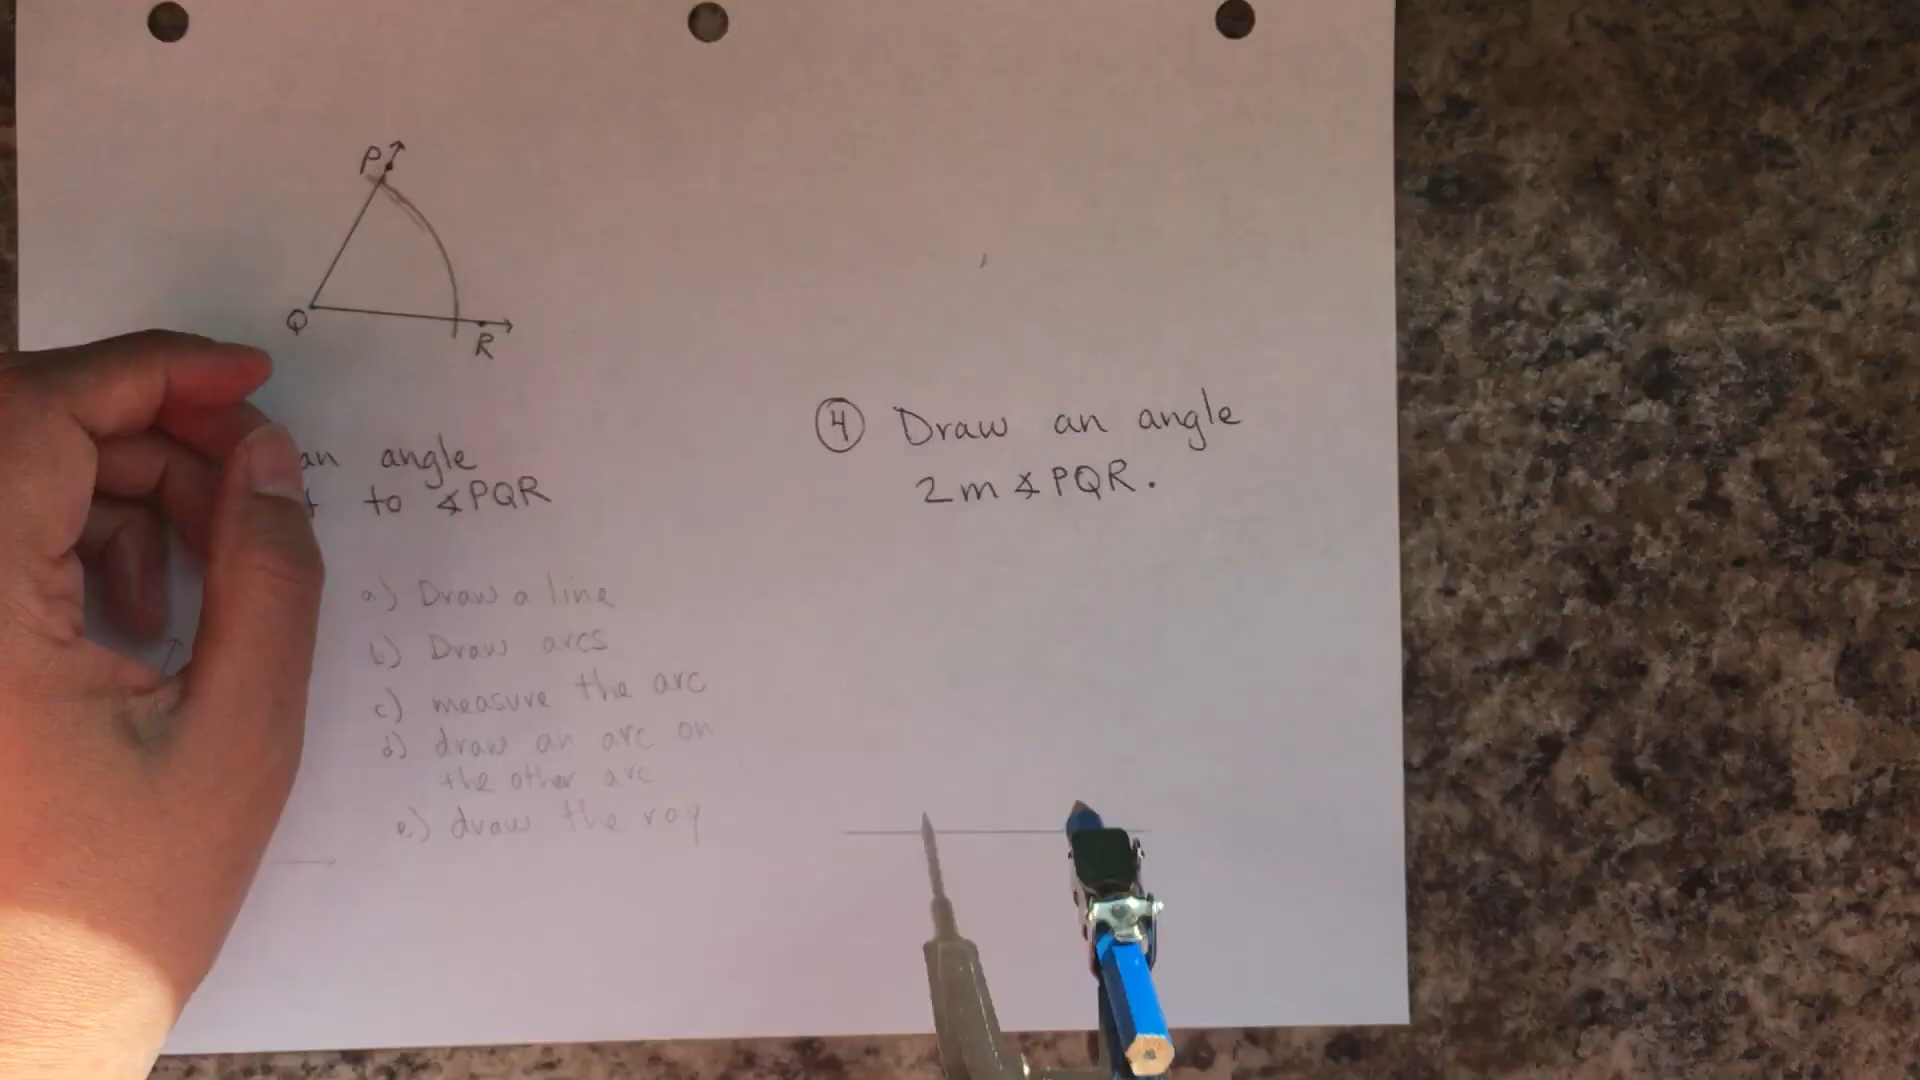 P
Q
R
an angle
to ∡PQR
a) Draw a line
b) Draw arcs
c) measure the arc
d) draw an arc on
the other arc
e.) draw the ray
④ Draw an angle
2m∡PQR.